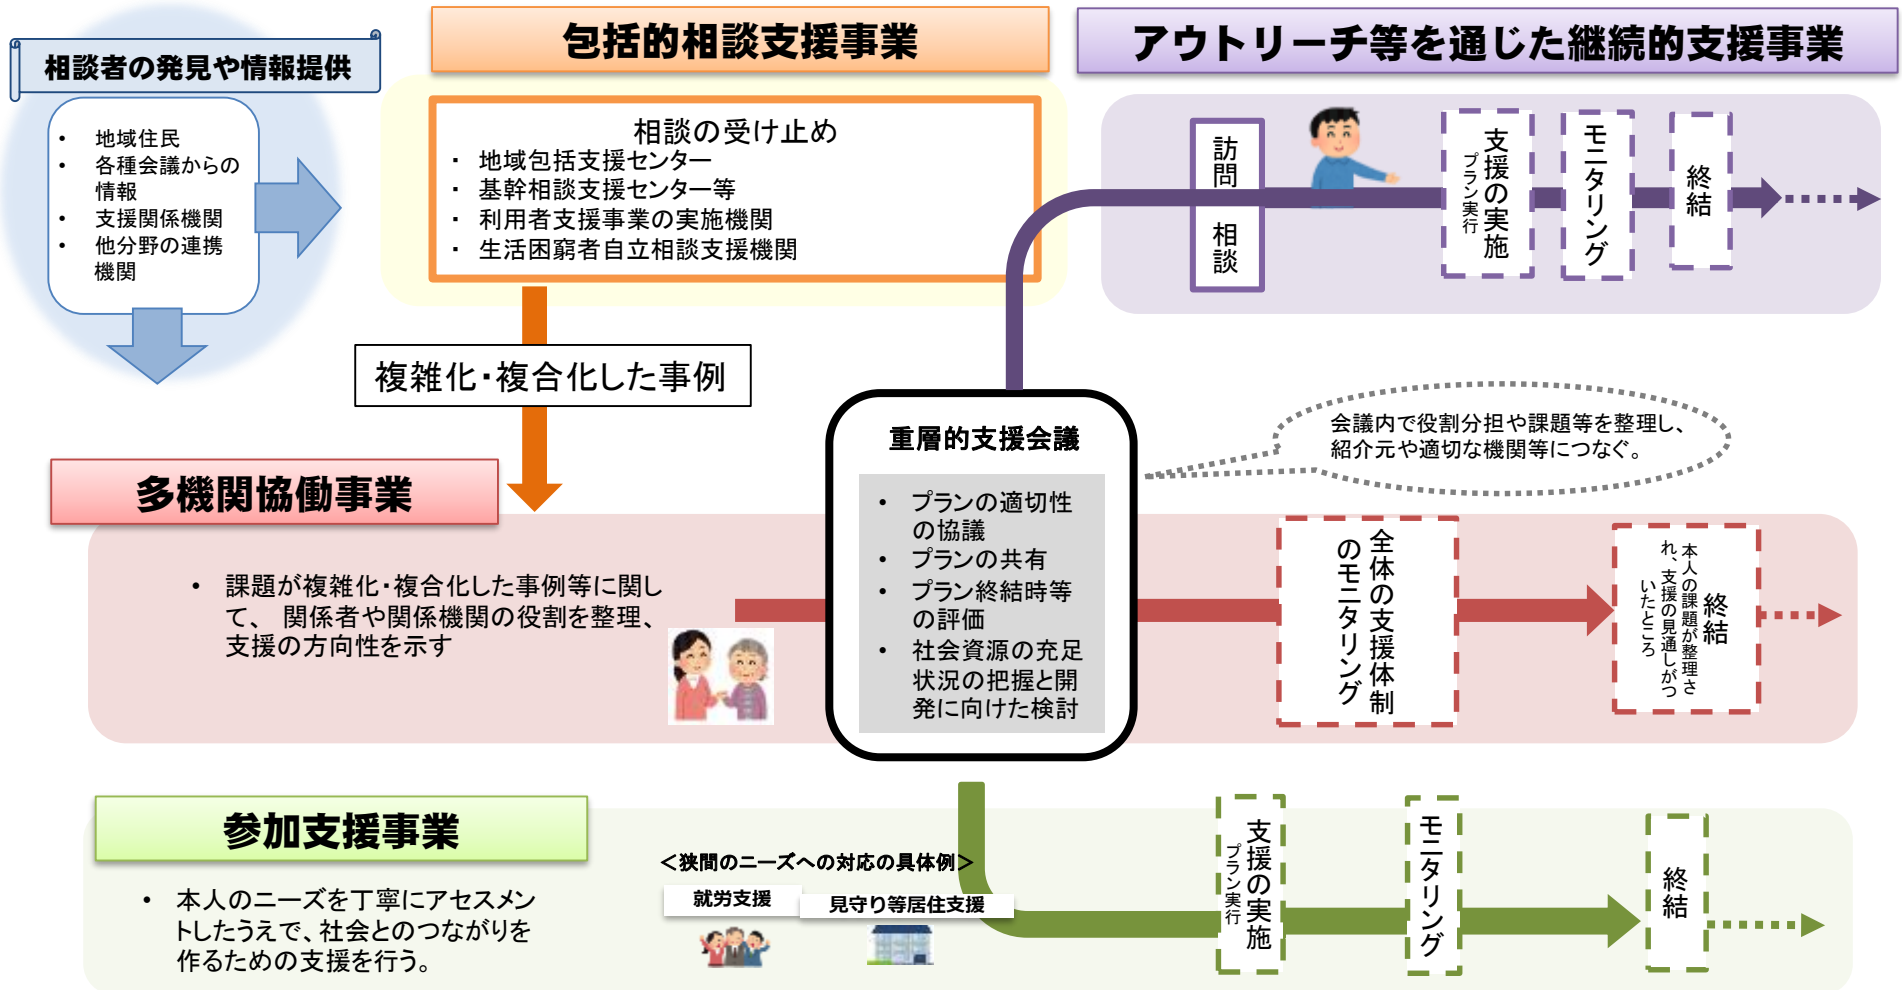 相談者の発見や情報提供
・ 地域住民
・ 各種会議からの
情報
・ 支援関係機関
・ 他分野の連携
機関
包括的相談支援事業
相談の受け止め
・ 地域包括支援センター
・ 基幹相談支援センター等
・ 利用者支援事業の実施機関
・ 生活困窮者自立相談支援機関
アウトリーチ等を通じた継続的支援事業
訪問 相談
支援の実施
プラン実行
モニタリング
終結
複雑化・複合化した事例
重層的支援会議
• プランの適切性
の協議
• プランの共有
• プラン終結時等
の評価
• 社会資源の充足
状況の把握と開
発に向けた検討
会議内で役割分担や課題等を整理し、
紹介元や適切な機関等につなぐ。
多機関協働事業
• 課題が複雑化・複合化した事例等に関し
て、 関係者や関係機関の役割を整理、
支援の方向性を示す
全体の支援体制
のモニタリング
終結
本人の課題が整理さ
れ、支援の見通しがつ
いたところ
参加支援事業
• 本人のニーズを丁寧にアセスメン
トしたうえで、社会とのつながりを
作るための支援を行う。
＜狭間のニーズへの対応の具体例＞
就労支援
見守り等居住支援
支援の実施
プラン実行
モニタリング
終結